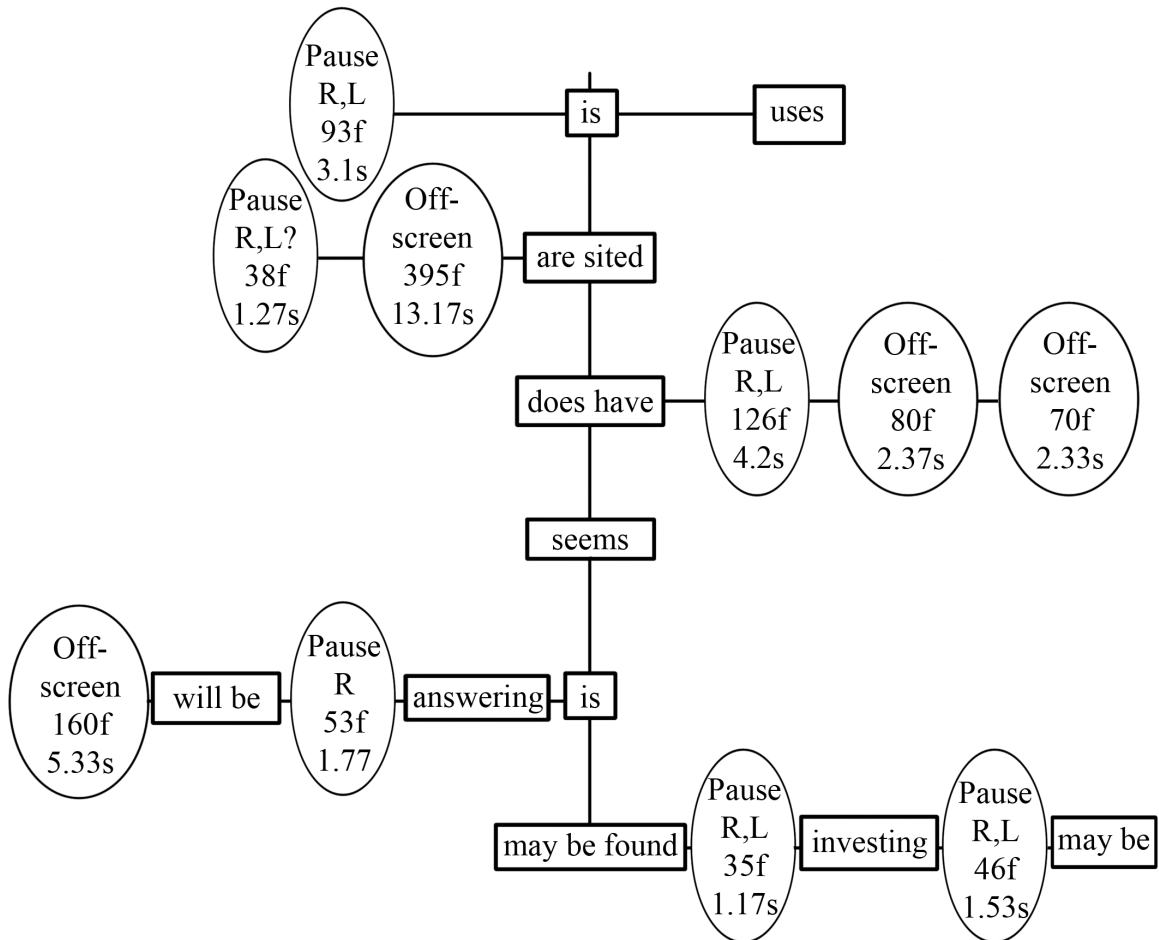 Pause
R,L
93f
3.1s
is
uses
Pause
R,L?
38f
1.27s
Off-
screen
395f
13.17s
are sited
does have
Pause
R,L
126f
4.2s
Off-
screen
80f
2.37s
Off-
screen
70f
2.33s
seems
Off-
screen
160f
5.33s
will be
Pause
R
53f
1.77
answering
is
may be found
Pause
R,L
35f
1.17s
investing
Pause
R,L
46f
1.53s
may be